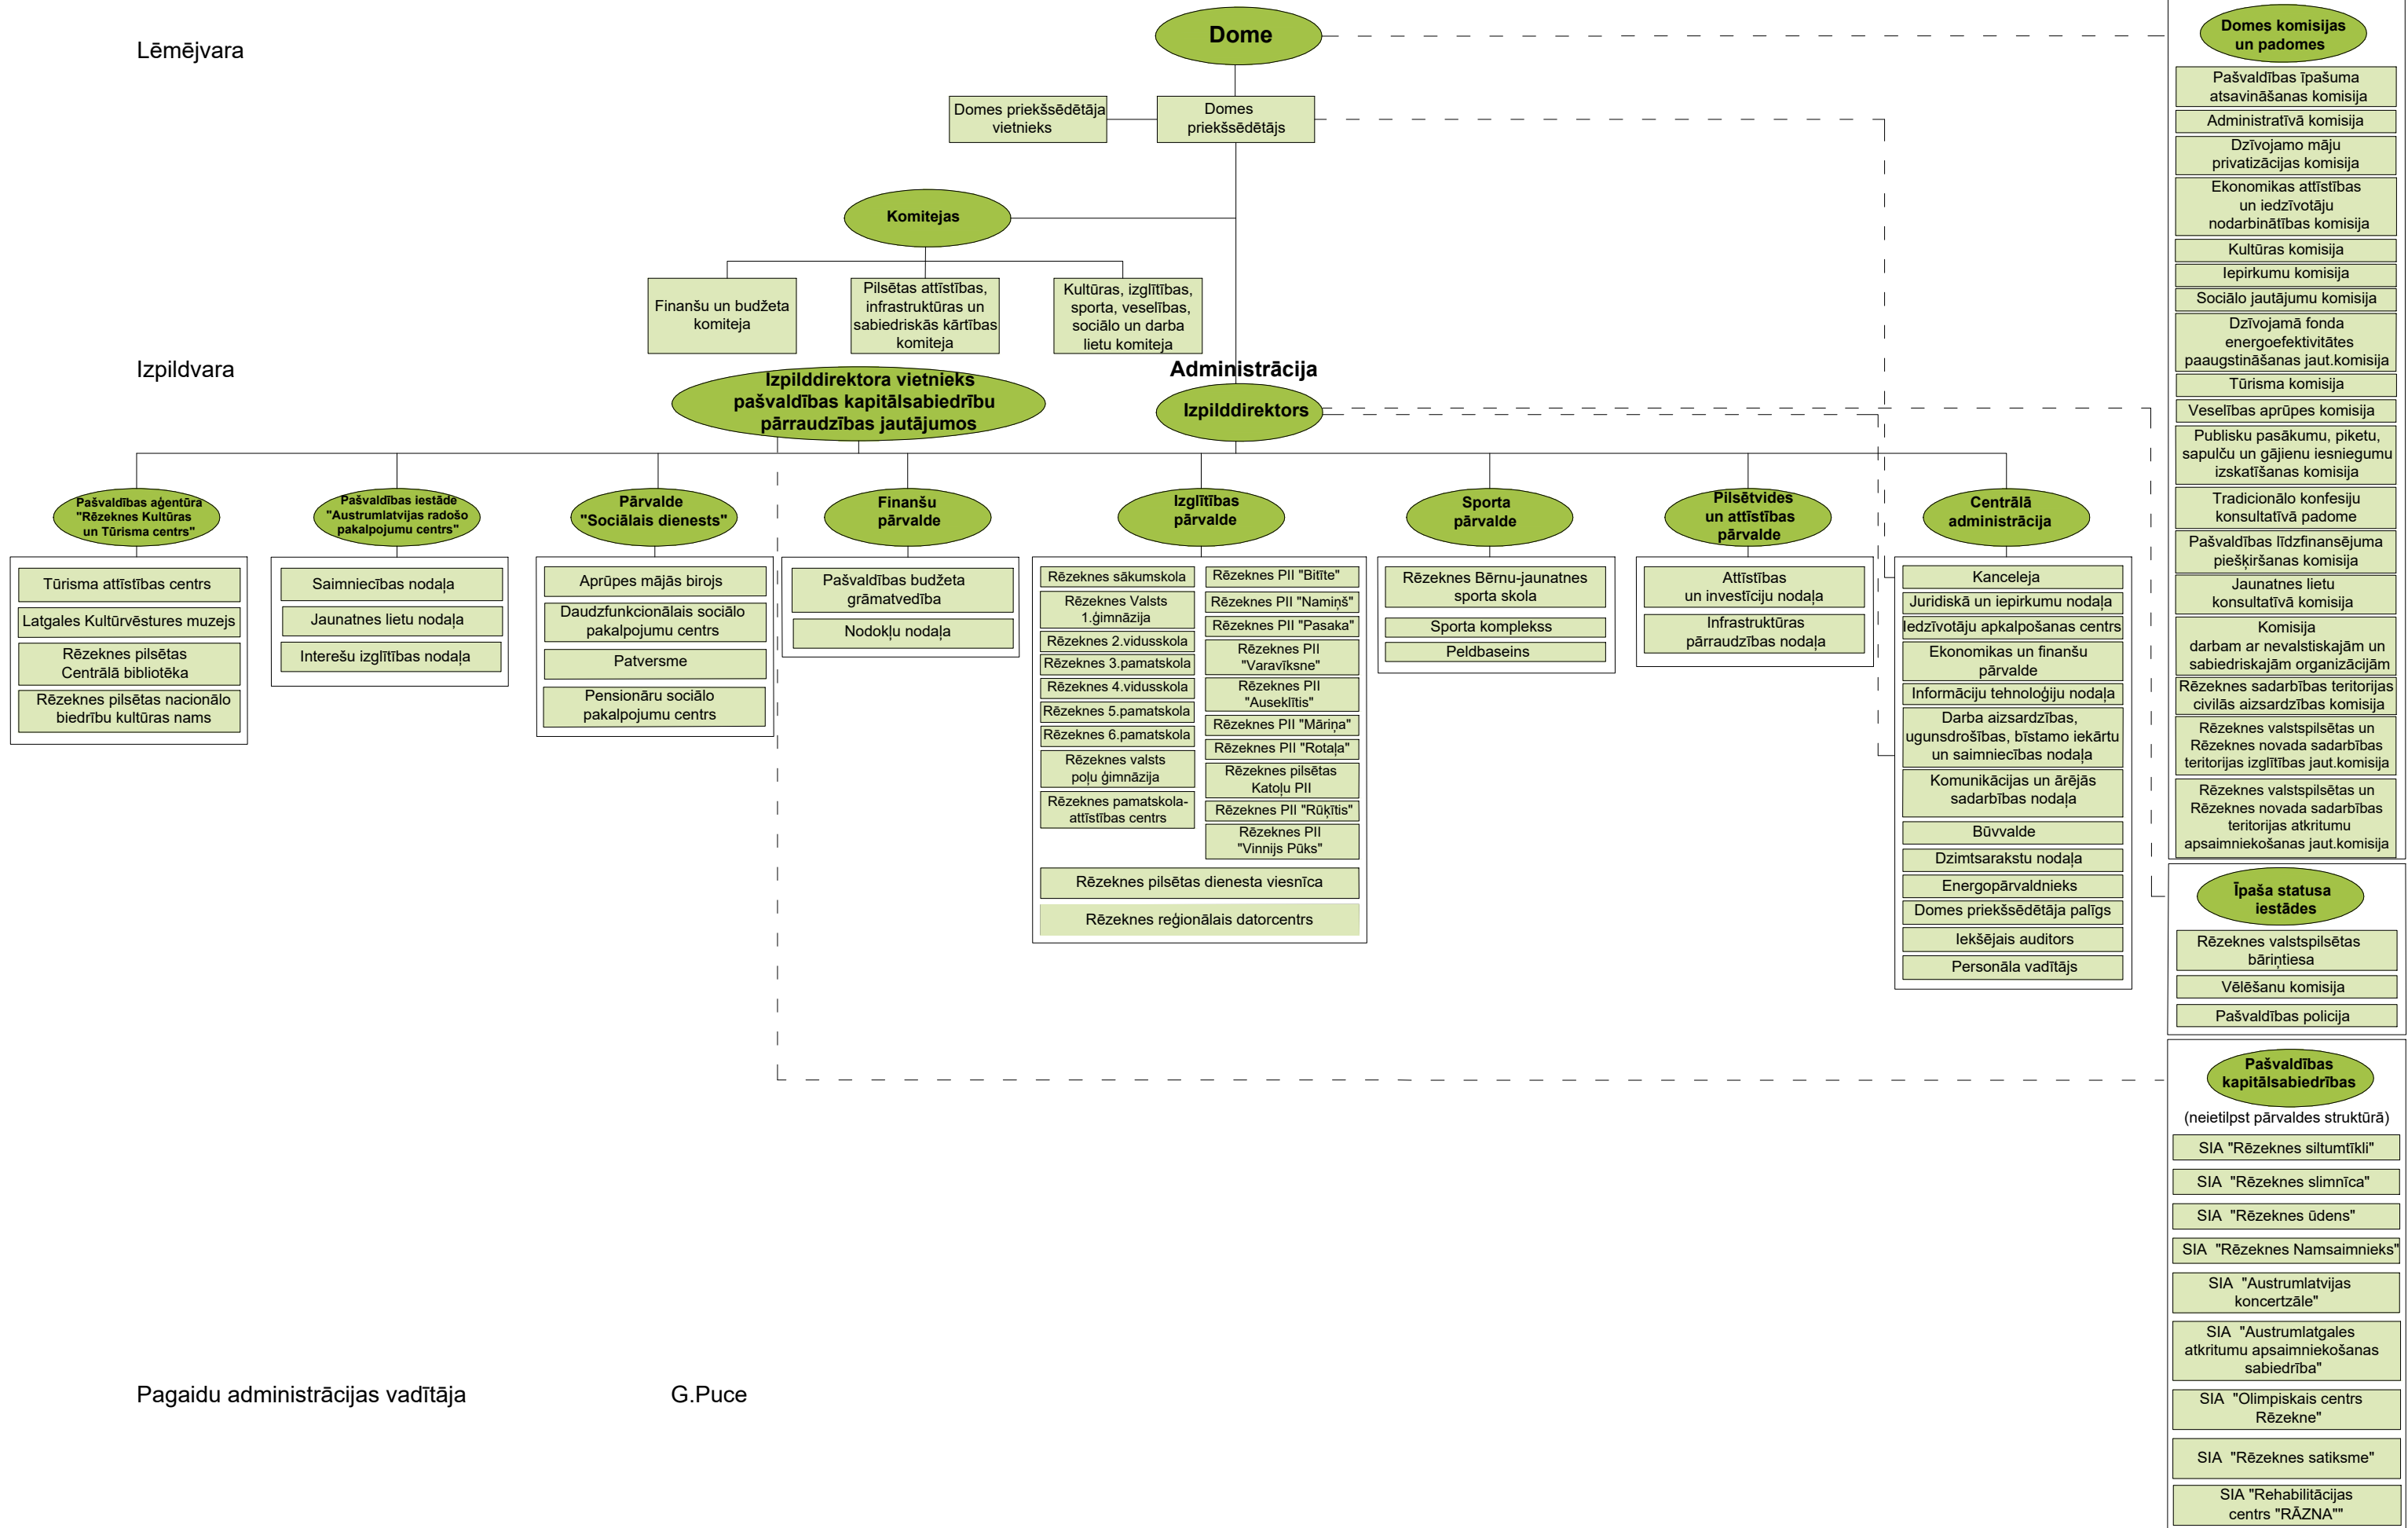 Lēmējvara
Dome
Domes priekšsēdētāja
vietnieks
Domes
priekšsēdētājs
Komitejas
Finanšu un budžeta
komiteja
Pilsētas attīstības,
infrastruktūras un
sabiedriskās kārtības
komiteja
Kultūras, izglītības,
sporta, veselības,
sociālo un darba
lietu komiteja
Izpildvara
Administrācija
Izpilddirektora vietnieks
pašvaldības kapitālsabiedrību
pārraudzības jautājumos
Izpilddirektors
Pašvaldības aģentūra
"Rēzeknes Kultūras
un Tūrisma centrs"
Tūrisma attīstības centrs
Latgales Kultūrvēstures muzejs
Rēzeknes pilsētas
Centrālā bibliotēka
Rēzeknes pilsētas nacionālo
biedrību kultūras nams
Pašvaldības iestāde
"Austrumlatvijas radošo
pakalpojumu centrs"
Saimniecības nodaļa
Jaunatnes lietu nodaļa
Interešu izglītības nodaļa
Pārvalde
"Sociālais dienests"
Aprūpes mājās birojs
Daudzfunkcionālais sociālo
pakalpojumu centrs
Patversme
Pensionāru sociālo
pakalpojumu centrs
Finanšu
pārvalde
Pašvaldības budžeta
grāmatvedība
Nodokļu nodaļa
Izglītības
pārvalde
Rēzeknes sākumskola
Rēzeknes Valsts
1.ģimnāzija
Rēzeknes 2.vidusskola
Rēzeknes 3.pamatskola
Rēzeknes 4.vidusskola
Rēzeknes 5.pamatskola
Rēzeknes 6.pamatskola
Rēzeknes valsts
poļu ģimnāzija
Rēzeknes pamatskola-
attīstības centrs
Rēzeknes PII "Bitīte"
Rēzeknes PII "Namiņš"
Rēzeknes PII "Pasaka"
Rēzeknes PII
"Varavīksne"
Rēzeknes PII
"Auseklītis"
Rēzeknes PII "Māriņa"
Rēzeknes PII "Rotaļa"
Rēzeknes pilsētas
Katoļu PII
Rēzeknes PII "Rūķītis"
Rēzeknes PII
"Vinnijs Pūks"
Rēzeknes pilsētas dienesta viesnīca
Rēzeknes reģionālais datorcentrs
Sporta
pārvalde
Rēzeknes Bērnu-jaunatnes
sporta skola
Sporta komplekss
Peldbaseins
Pilsētvides
un attīstības
pārvalde
Attīstības
un investīciju nodaļa
Infrastruktūras
pārraudzības nodaļa
Centrālā
administrācija
Kanceleja
Juridiskā un iepirkumu nodaļa
Iedzīvotāju apkalpošanas centrs
Ekonomikas un finanšu
pārvalde
Informāciju tehnoloģiju nodaļa
Darba aizsardzības,
ugunsdrošības, bīstamo iekārtu
un saimniecības nodaļa
Komunikācijas un ārējās
sadarbības nodaļa
Būvvalde
Dzimtsarakstu nodaļa
Energopārvaldnieks
Domes priekšsēdētāja palīgs
Iekšējais auditors
Personāla vadītājs
Domes komisijas
un padomes
Pašvaldības īpašuma
atsavināšanas komisija
Administratīvā komisija
Dzīvojamo māju
privatizācijas komisija
Ekonomikas attīstības
un iedzīvotāju
nodarbinātības komisija
Kultūras komisija
Iepirkumu komisija
Sociālo jautājumu komisija
Dzīvojamā fonda
energoefektivitātes
paaugstināšanas jaut.komisija
Tūrisma komisija
Veselības aprūpes komisija
Publisku pasākumu, piketu,
sapulču un gājienu iesniegumu
izskatīšanas komisija
Tradicionālo konfesiju
konsultatīvā padome
Pašvaldības līdzfinansējuma
piešķiršanas komisija
Jaunatnes lietu
konsultatīvā komisija
Komisija
darbam ar nevalstiskajām un
sabiedriskajām organizācijām
Rēzeknes sadarbības teritorijas
civilās aizsardzības komisija
Rēzeknes valstspilsētas un
Rēzeknes novada sadarbības
teritorijas izglītības jaut.komisija
Rēzeknes valstspilsētas un
Rēzeknes novada sadarbības
teritorijas atkritumu
apsaimniekošanas jaut.komisija
Īpaša statusa
iestādes
Rēzeknes valstspilsētas
bāriņtiesa
Vēlēšanu komisija
Pašvaldības policija
Pašvaldības
kapitālsabiedrības
(neietilpst pārvaldes struktūrā)
SIA "Rēzeknes siltumtīkli"
SIA "Rēzeknes slimnīca"
SIA "Rēzeknes ūdens"
SIA "Rēzeknes Namsaimnieks"
SIA "Austrumlatvijas
koncertzāle"
SIA "Austrumlatgales
atkritumu apsaimniekošanas
sabiedrība"
SIA "Olimpiskais centrs
Rēzekne"
SIA "Rēzeknes satiksme"
SIA "Rehabilitācijas
centrs "RĀZNA""
Pagaidu administrācijas vadītāja G.Puce